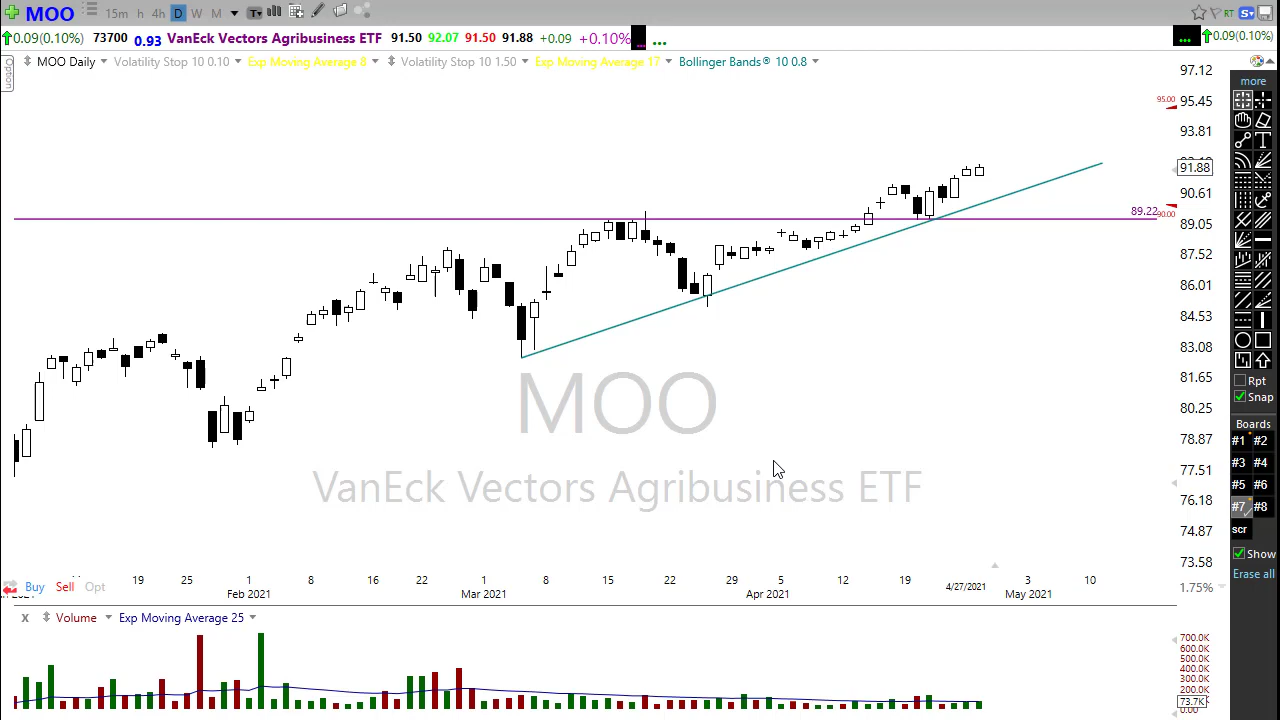 MOO 15m h 4h D W M RT
0.09(0.10%) 73700 0.93 VanEck Vectors Agribusiness ETF 91.50 92.07 91.50 91.88 +0.09 +0.10% ... ... ... 0.09(0.10%)
Option
MOO Daily Volatility Stop 10 0.10 Exp Moving Average 8 Volatility Stop 10 1.50 Exp Moving Average 17 Bollinger Bands® 10 0.8
97.12
95.00
95.45
93.81
91.88
90.61
89.22
90.00
89.05
87.52
86.01
84.53
83.08
81.65
80.25
78.87
77.51
76.18
74.87
73.58
more
Rpt
Snap
Boards
#1 #2
#3 #4
#5 #6
#7 #8
scr
Show
Erase all
MOO
VanEck Vectors Agribusiness ETF
Buy Sell Opt
19 25 1 8 16 22 1 8 15 22 29 5 12 19 4/27/2021 3 10
Feb 2021 Mar 2021 Apr 2021 May 2021
1.75%
X Volume Exp Moving Average 25
700.0K
600.0K
500.0K
400.0K
300.0K
200.0K
73.7K
0.00